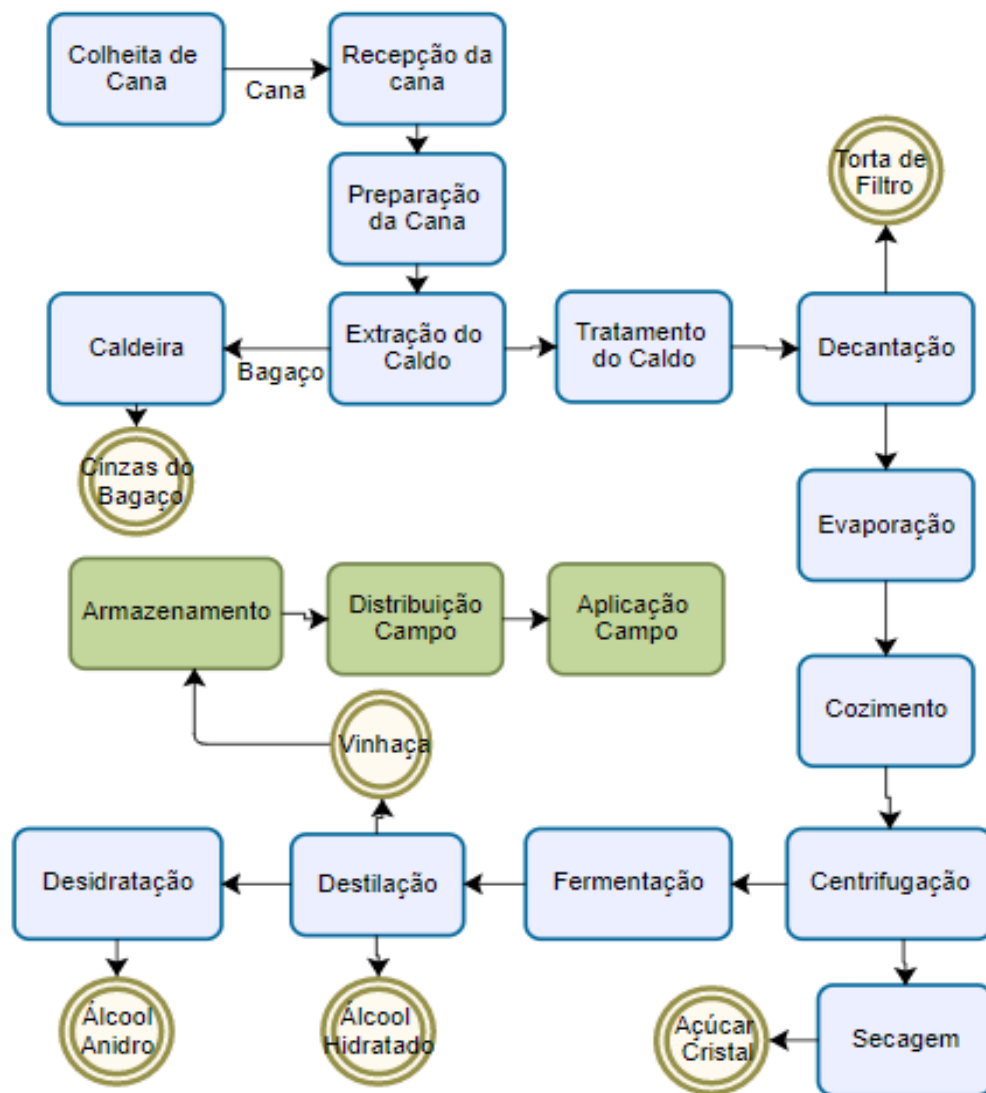 Colheita de
Cana
Cana
Recepção da
cana
Preparação
da Cana
Torta de
Filtro
Caldeira
Bagaço
Extração do
Caldo
Tratamento
do Caldo
Decantação
Cinzas do
Bagaço
Evaporação
Armazenamento
Distribuição
Campo
Aplicação
Campo
Cozimento
Vinhaça
Desidratação
Destilação
Fermentação
Centrifugação
Álcool
Anidro
Álcool
Hidratado
Açúcar
Cristal
Secagem